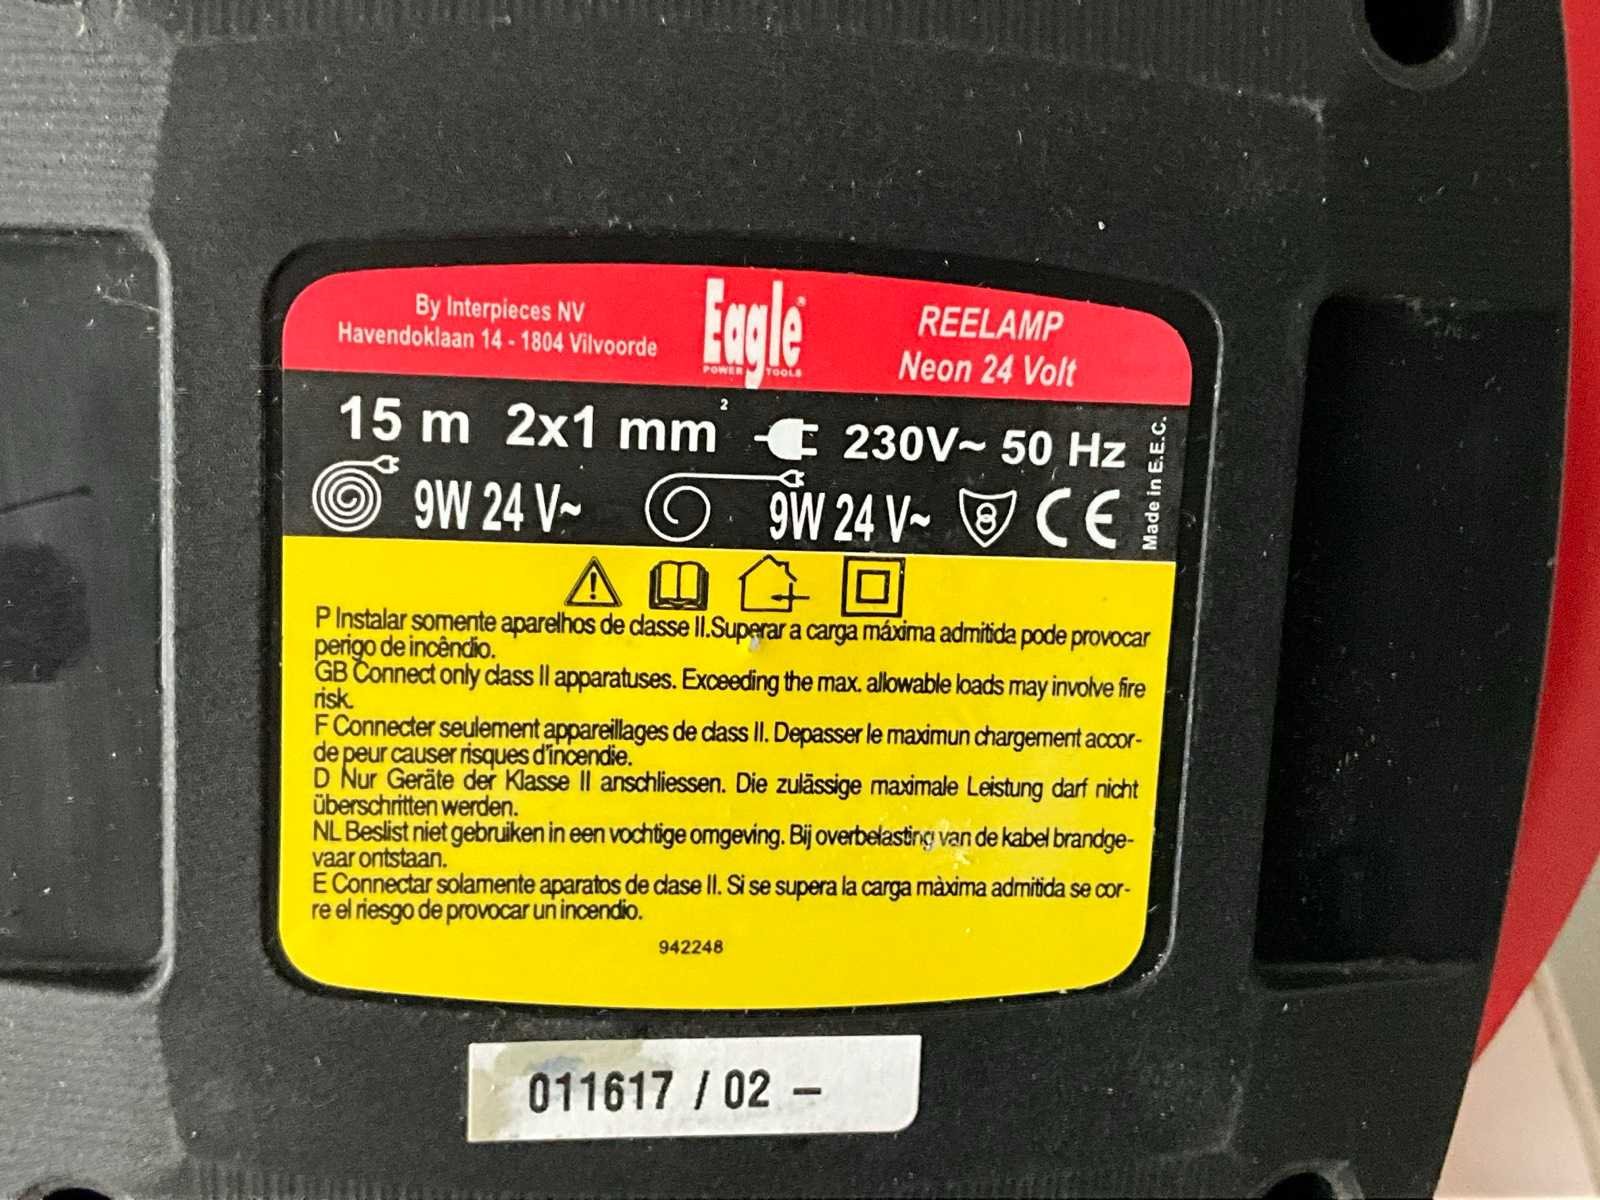 By Interpieces NV
Havendoklaan 14 - 1804 Vilvoorde
Eagle®
POWER TOOLS
REELAMP
Neon 24 Volt
15 m 2x1 mm² 230V~ 50 Hz
9W 24 V~ 9W 24 V~ 8 CE
Made in E.E.C.
P Instalar somente aparelhos de classe II.Superar a carga máxima admitida pode provocar
perigo de incêndio.
GB Connect only class II apparatuses. Exceeding the max. allowable loads may involve fire
risk.
F Connecter seulement appareillages de class II. Depasser le maximun chargement accor-
de peur causer risques d'incendie.
D Nur Geräte der Klasse II anschliessen. Die zulässige maximale Leistung darf nicht
überschritten werden.
NL Beslist niet gebruiken in een vochtige omgeving. Bij overbelasting van de kabel brandge-
vaar ontstaan.
E Connectar solamente aparatos de clase II. Si se supera la carga màxima admitida se cor-
re el riesgo de provocar un incendio.
942248
011617 / 02 –